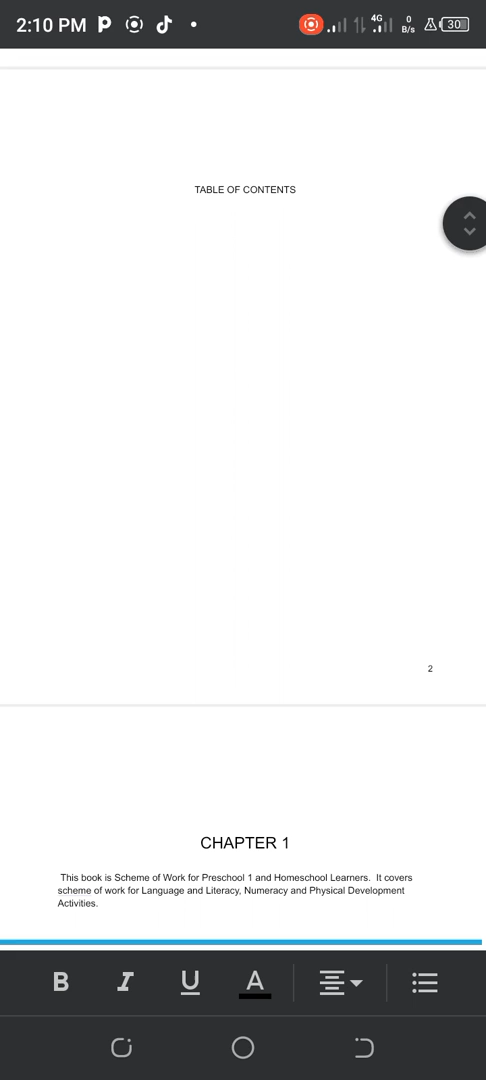 2:10 PM
4G
0
B/s
30
TABLE OF CONTENTS
2
CHAPTER 1
This book is Scheme of Work for Preschool 1 and Homeschool Learners.  It covers
scheme of work for Language and Literacy, Numeracy and Physical Development
Activities.
B I U A